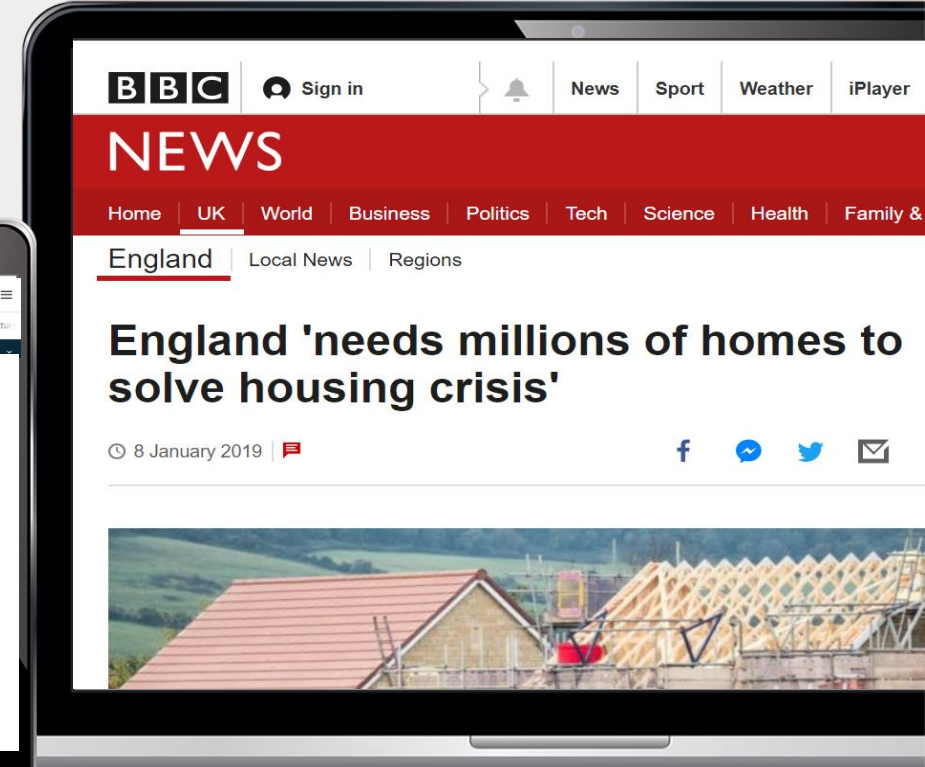 BBC Sign in News Sport Weather iPlayer
NEWS
Home UK World Business Politics Tech Science Health Family &
England Local News Regions
England 'needs millions of homes to
solve housing crisis'
8 January 2019